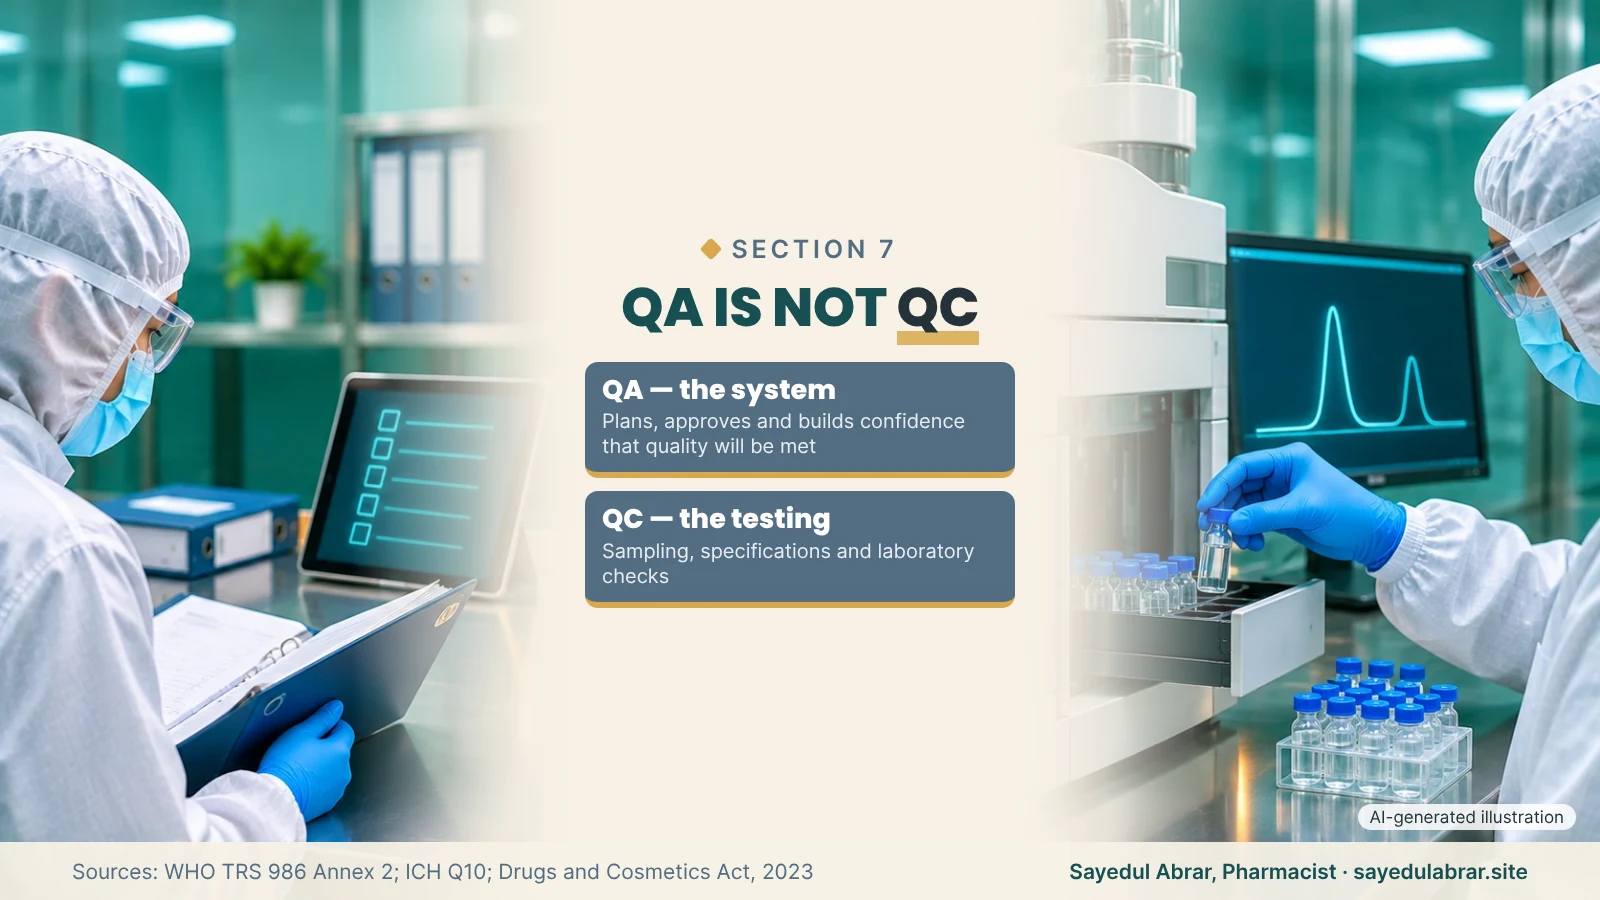 SECTION 7
QA IS NOT QC
QA — the system
Plans, approves and builds confidence
that quality will be met
QC — the testing
Sampling, specifications and laboratory
checks
AI-generated illustration
Sources: WHO TRS 986 Annex 2; ICH Q10; Drugs and Cosmetics Act, 2023
Sayedul Abrar, Pharmacist · sayedulabrar.site